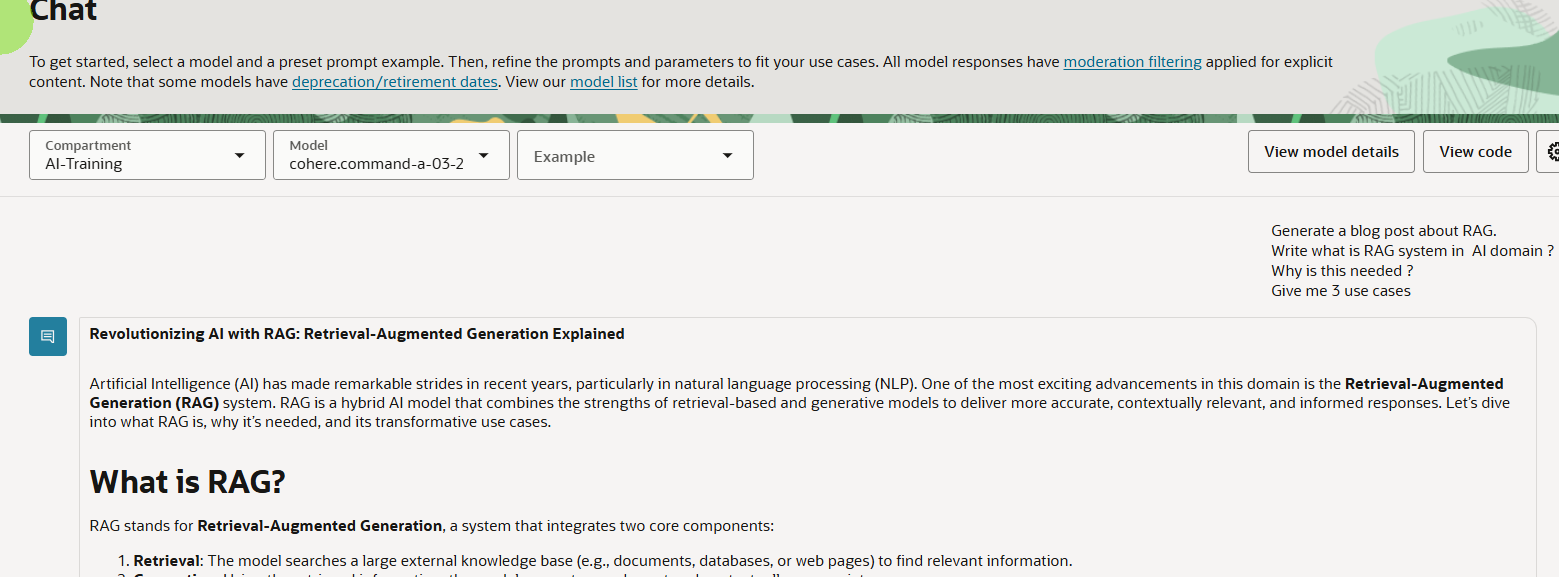 Chat
To get started, select a model and a preset prompt example. Then, refine the prompts and parameters to fit your use cases. All model responses have moderation filtering applied for explicit
content. Note that some models have deprecation/retirement dates. View our model list for more details.
Compartment
AI-Training
Model
cohere.command-a-03-2
Example
View model details
View code
Generate a blog post about RAG.
Write what is RAG system in  AI domain ?
Why is this needed ?
Give me 3 use cases
Revolutionizing AI with RAG: Retrieval-Augmented Generation Explained
Artificial Intelligence (AI) has made remarkable strides in recent years, particularly in natural language processing (NLP). One of the most exciting advancements in this domain is the Retrieval-Augmented
Generation (RAG) system. RAG is a hybrid AI model that combines the strengths of retrieval-based and generative models to deliver more accurate, contextually relevant, and informed responses. Let's dive
into what RAG is, why it's needed, and its transformative use cases.
What is RAG?
RAG stands for Retrieval-Augmented Generation, a system that integrates two core components:
1. Retrieval: The model searches a large external knowledge base (e.g., documents, databases, or web pages) to find relevant information.